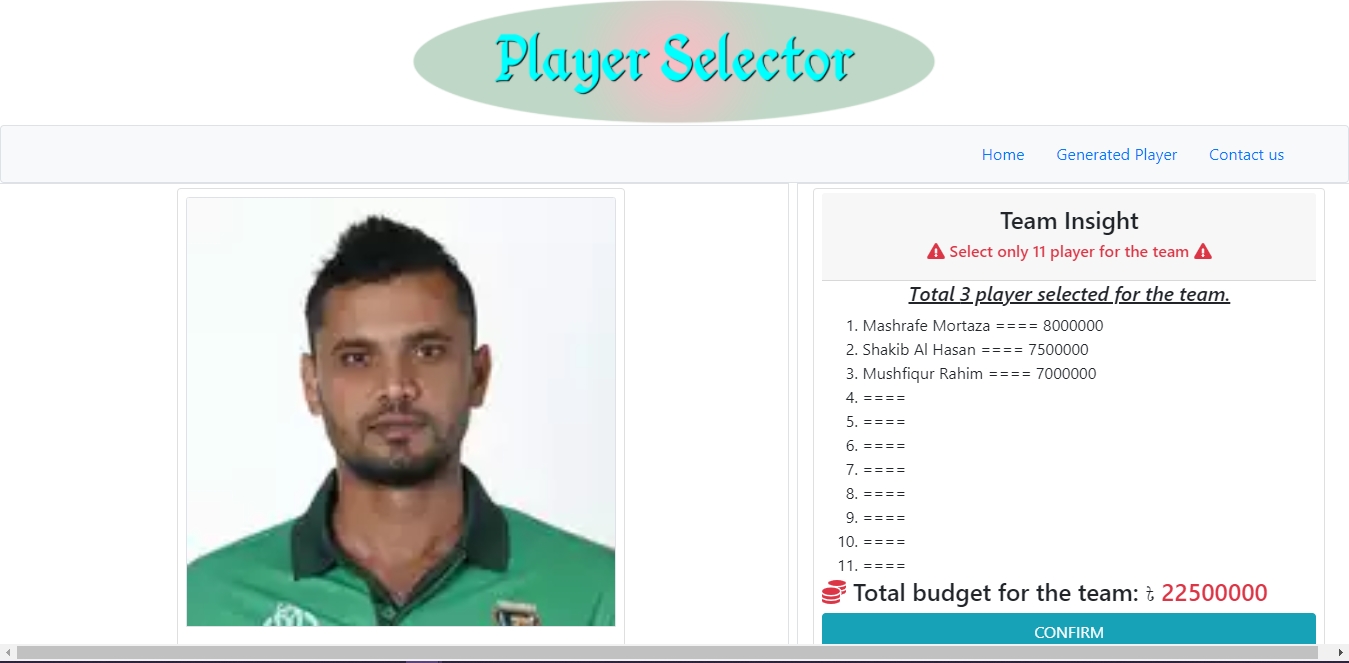 Player Selector
Home Generated Player Contact us
Team Insight
Select only 11 player for the team
Total 3 player selected for the team.
1. Mashrafe Mortaza ==== 8000000
2. Shakib Al Hasan ==== 7500000
3. Mushfiqur Rahim ==== 7000000
4. ====
5. ====
6. ====
7. ====
8. ====
9. ====
10. ====
11. ====
Total budget for the team: ৳ 22500000
CONFIRM